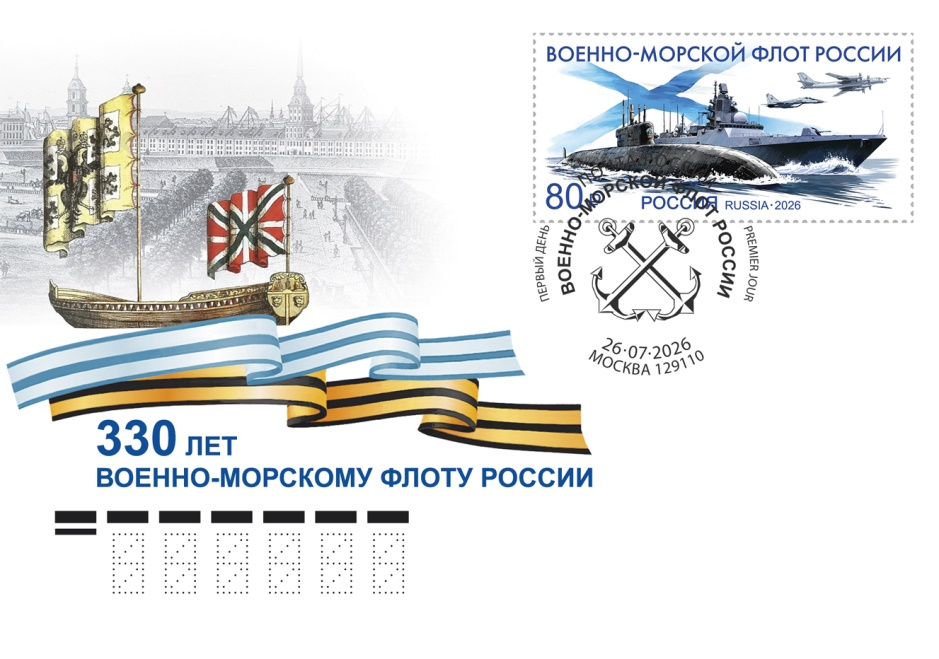 ВОЕННО-МОРСКОЙ ФЛОТ РОССИИ
80
РОССИЯ RUSSIA·2026
ПЕРВЫЙ ДЕНЬ
ВОЕННО-МОРСКОЙ ФЛОТ РОССИИ
PREMIER JOUR
26·07·2026
МОСКВА 129110
330 ЛЕТ
ВОЕННО-МОРСКОМУ ФЛОТУ РОССИИ